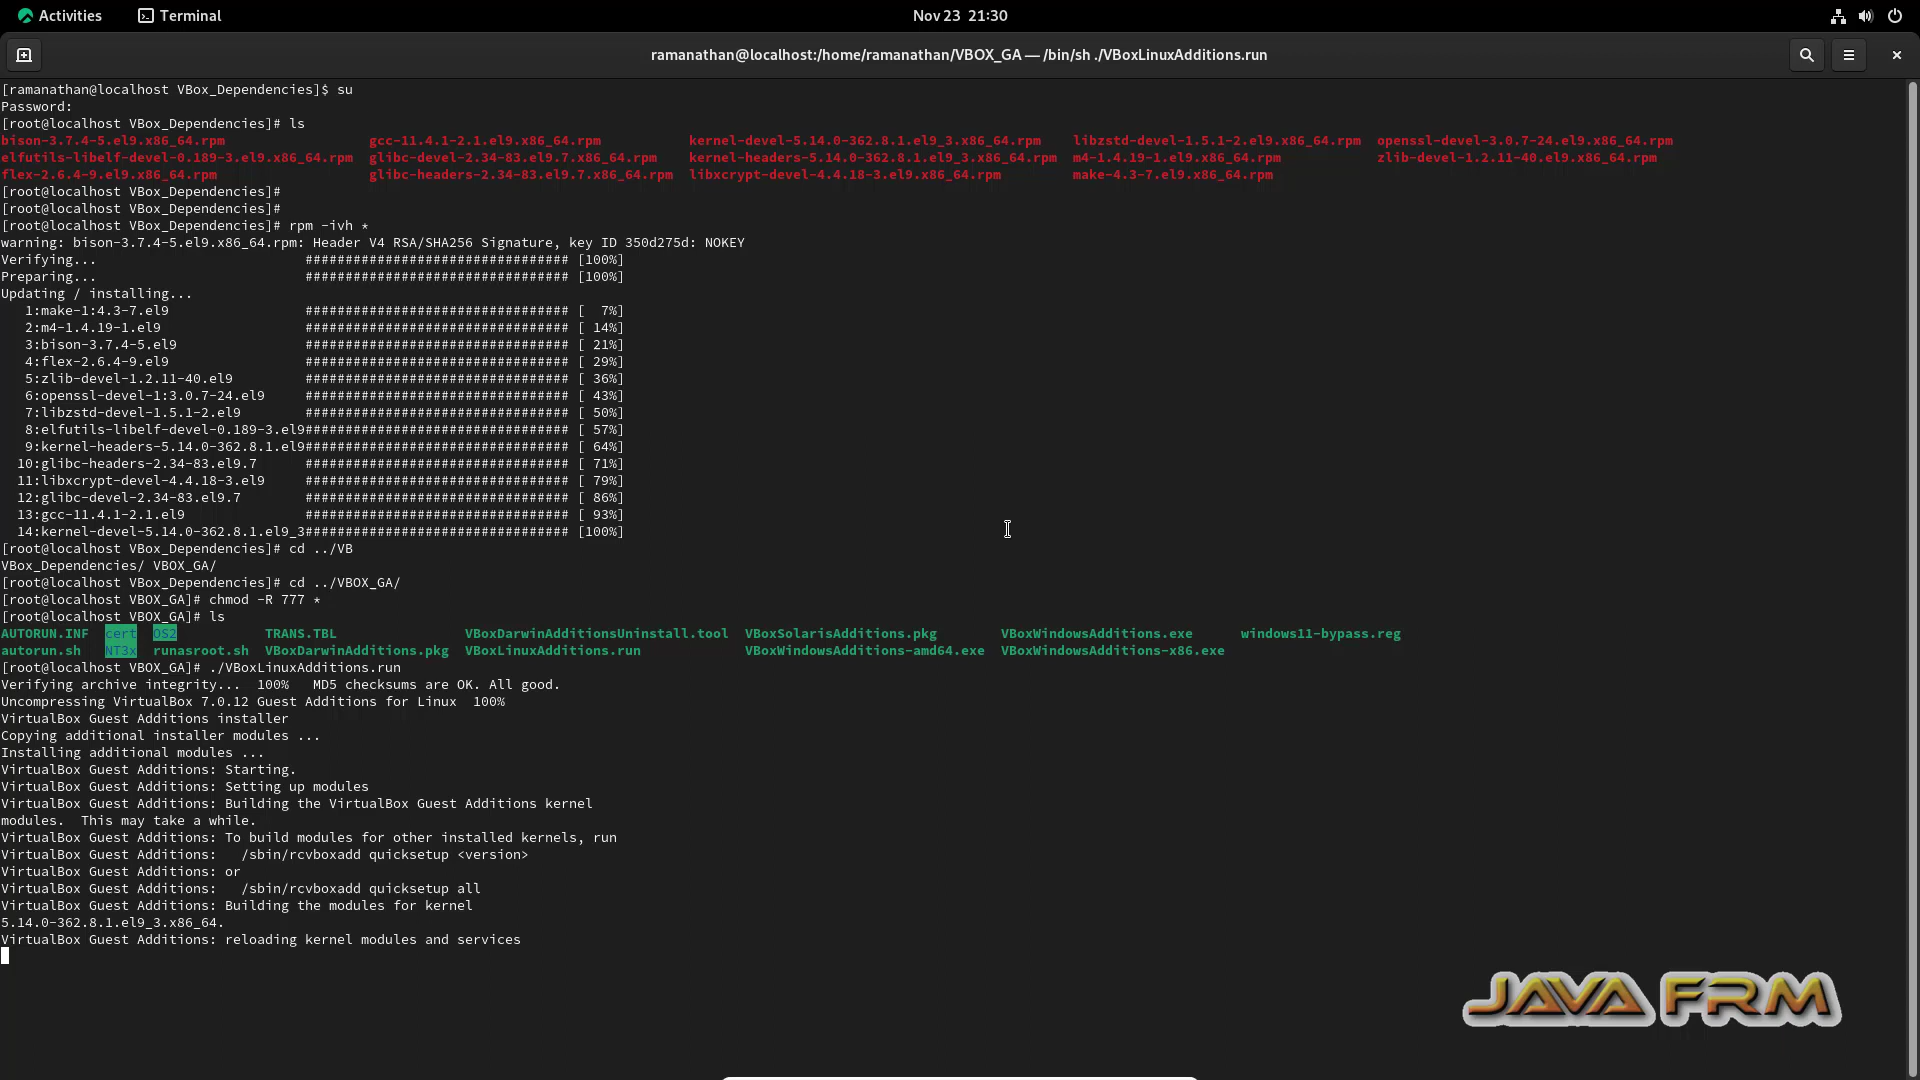 Activities Terminal Nov 23 21:30
ramanathan@localhost:/home/ramanathan/VBOX_GA — /bin/sh ./VBoxLinuxAdditions.run
[ramanathan@localhost VBox_Dependencies]$ su
Password:
[root@localhost VBox_Dependencies]# ls
bison-3.7.4-5.el9.x86_64.rpm gcc-11.4.1-2.1.el9.x86_64.rpm kernel-devel-5.14.0-362.8.1.el9_3.x86_64.rpm libzstd-devel-1.5.1-2.el9.x86_64.rpm openssl-devel-3.0.7-24.el9.x86_64.rpm
elfutils-libelf-devel-0.189-3.el9.x86_64.rpm glibc-devel-2.34-83.el9.7.x86_64.rpm kernel-headers-5.14.0-362.8.1.el9_3.x86_64.rpm m4-1.4.19-1.el9.x86_64.rpm zlib-devel-1.2.11-40.el9.x86_64.rpm
flex-2.6.4-9.el9.x86_64.rpm glibc-headers-2.34-83.el9.7.x86_64.rpm libxcrypt-devel-4.4.18-3.el9.x86_64.rpm make-4.3-7.el9.x86_64.rpm
[root@localhost VBox_Dependencies]#
[root@localhost VBox_Dependencies]#
[root@localhost VBox_Dependencies]# rpm -ivh *
warning: bison-3.7.4-5.el9.x86_64.rpm: Header V4 RSA/SHA256 Signature, key ID 350d275d: NOKEY
Verifying... ################################# [100%]
Preparing... ################################# [100%]
Updating / installing...
1:make-1:4.3-7.el9 ################################# [ 7%]
2:m4-1.4.19-1.el9 ################################# [ 14%]
3:bison-3.7.4-5.el9 ################################# [ 21%]
4:flex-2.6.4-9.el9 ################################# [ 29%]
5:zlib-devel-1.2.11-40.el9 ################################# [ 36%]
6:openssl-devel-1:3.0.7-24.el9 ################################# [ 43%]
7:libzstd-devel-1.5.1-2.el9 ################################# [ 50%]
8:elfutils-libelf-devel-0.189-3.el9################################# [ 57%]
9:kernel-headers-5.14.0-362.8.1.el9################################# [ 64%]
10:glibc-headers-2.34-83.el9.7 ################################# [ 71%]
11:libxcrypt-devel-4.4.18-3.el9 ################################# [ 79%]
12:glibc-devel-2.34-83.el9.7 ################################# [ 86%]
13:gcc-11.4.1-2.1.el9 ################################# [ 93%]
14:kernel-devel-5.14.0-362.8.1.el9_3################################# [100%]
[root@localhost VBox_Dependencies]# cd ../VB
VBox_Dependencies/ VBOX_GA/
[root@localhost VBox_Dependencies]# cd ../VBOX_GA/
[root@localhost VBOX_GA]# chmod -R 777 *
[root@localhost VBOX_GA]# ls
AUTORUN.INF cert OS2 TRANS.TBL VBoxDarwinAdditionsUninstall.tool VBoxSolarisAdditions.pkg VBoxWindowsAdditions.exe windows11-bypass.reg
autorun.sh NT3x runasroot.sh VBoxDarwinAdditions.pkg VBoxLinuxAdditions.run VBoxWindowsAdditions-amd64.exe VBoxWindowsAdditions-x86.exe
[root@localhost VBOX_GA]# ./VBoxLinuxAdditions.run
Verifying archive integrity... 100% MD5 checksums are OK. All good.
Uncompressing VirtualBox 7.0.12 Guest Additions for Linux 100%
VirtualBox Guest Additions installer
Copying additional installer modules ...
Installing additional modules ...
VirtualBox Guest Additions: Starting.
VirtualBox Guest Additions: Setting up modules
VirtualBox Guest Additions: Building the VirtualBox Guest Additions kernel
modules. This may take a while.
VirtualBox Guest Additions: To build modules for other installed kernels, run
VirtualBox Guest Additions: /sbin/rcvboxadd quicksetup <version>
VirtualBox Guest Additions: or
VirtualBox Guest Additions: /sbin/rcvboxadd quicksetup all
VirtualBox Guest Additions: Building the modules for kernel
5.14.0-362.8.1.el9_3.x86_64.
VirtualBox Guest Additions: reloading kernel modules and services
JAVA FRM